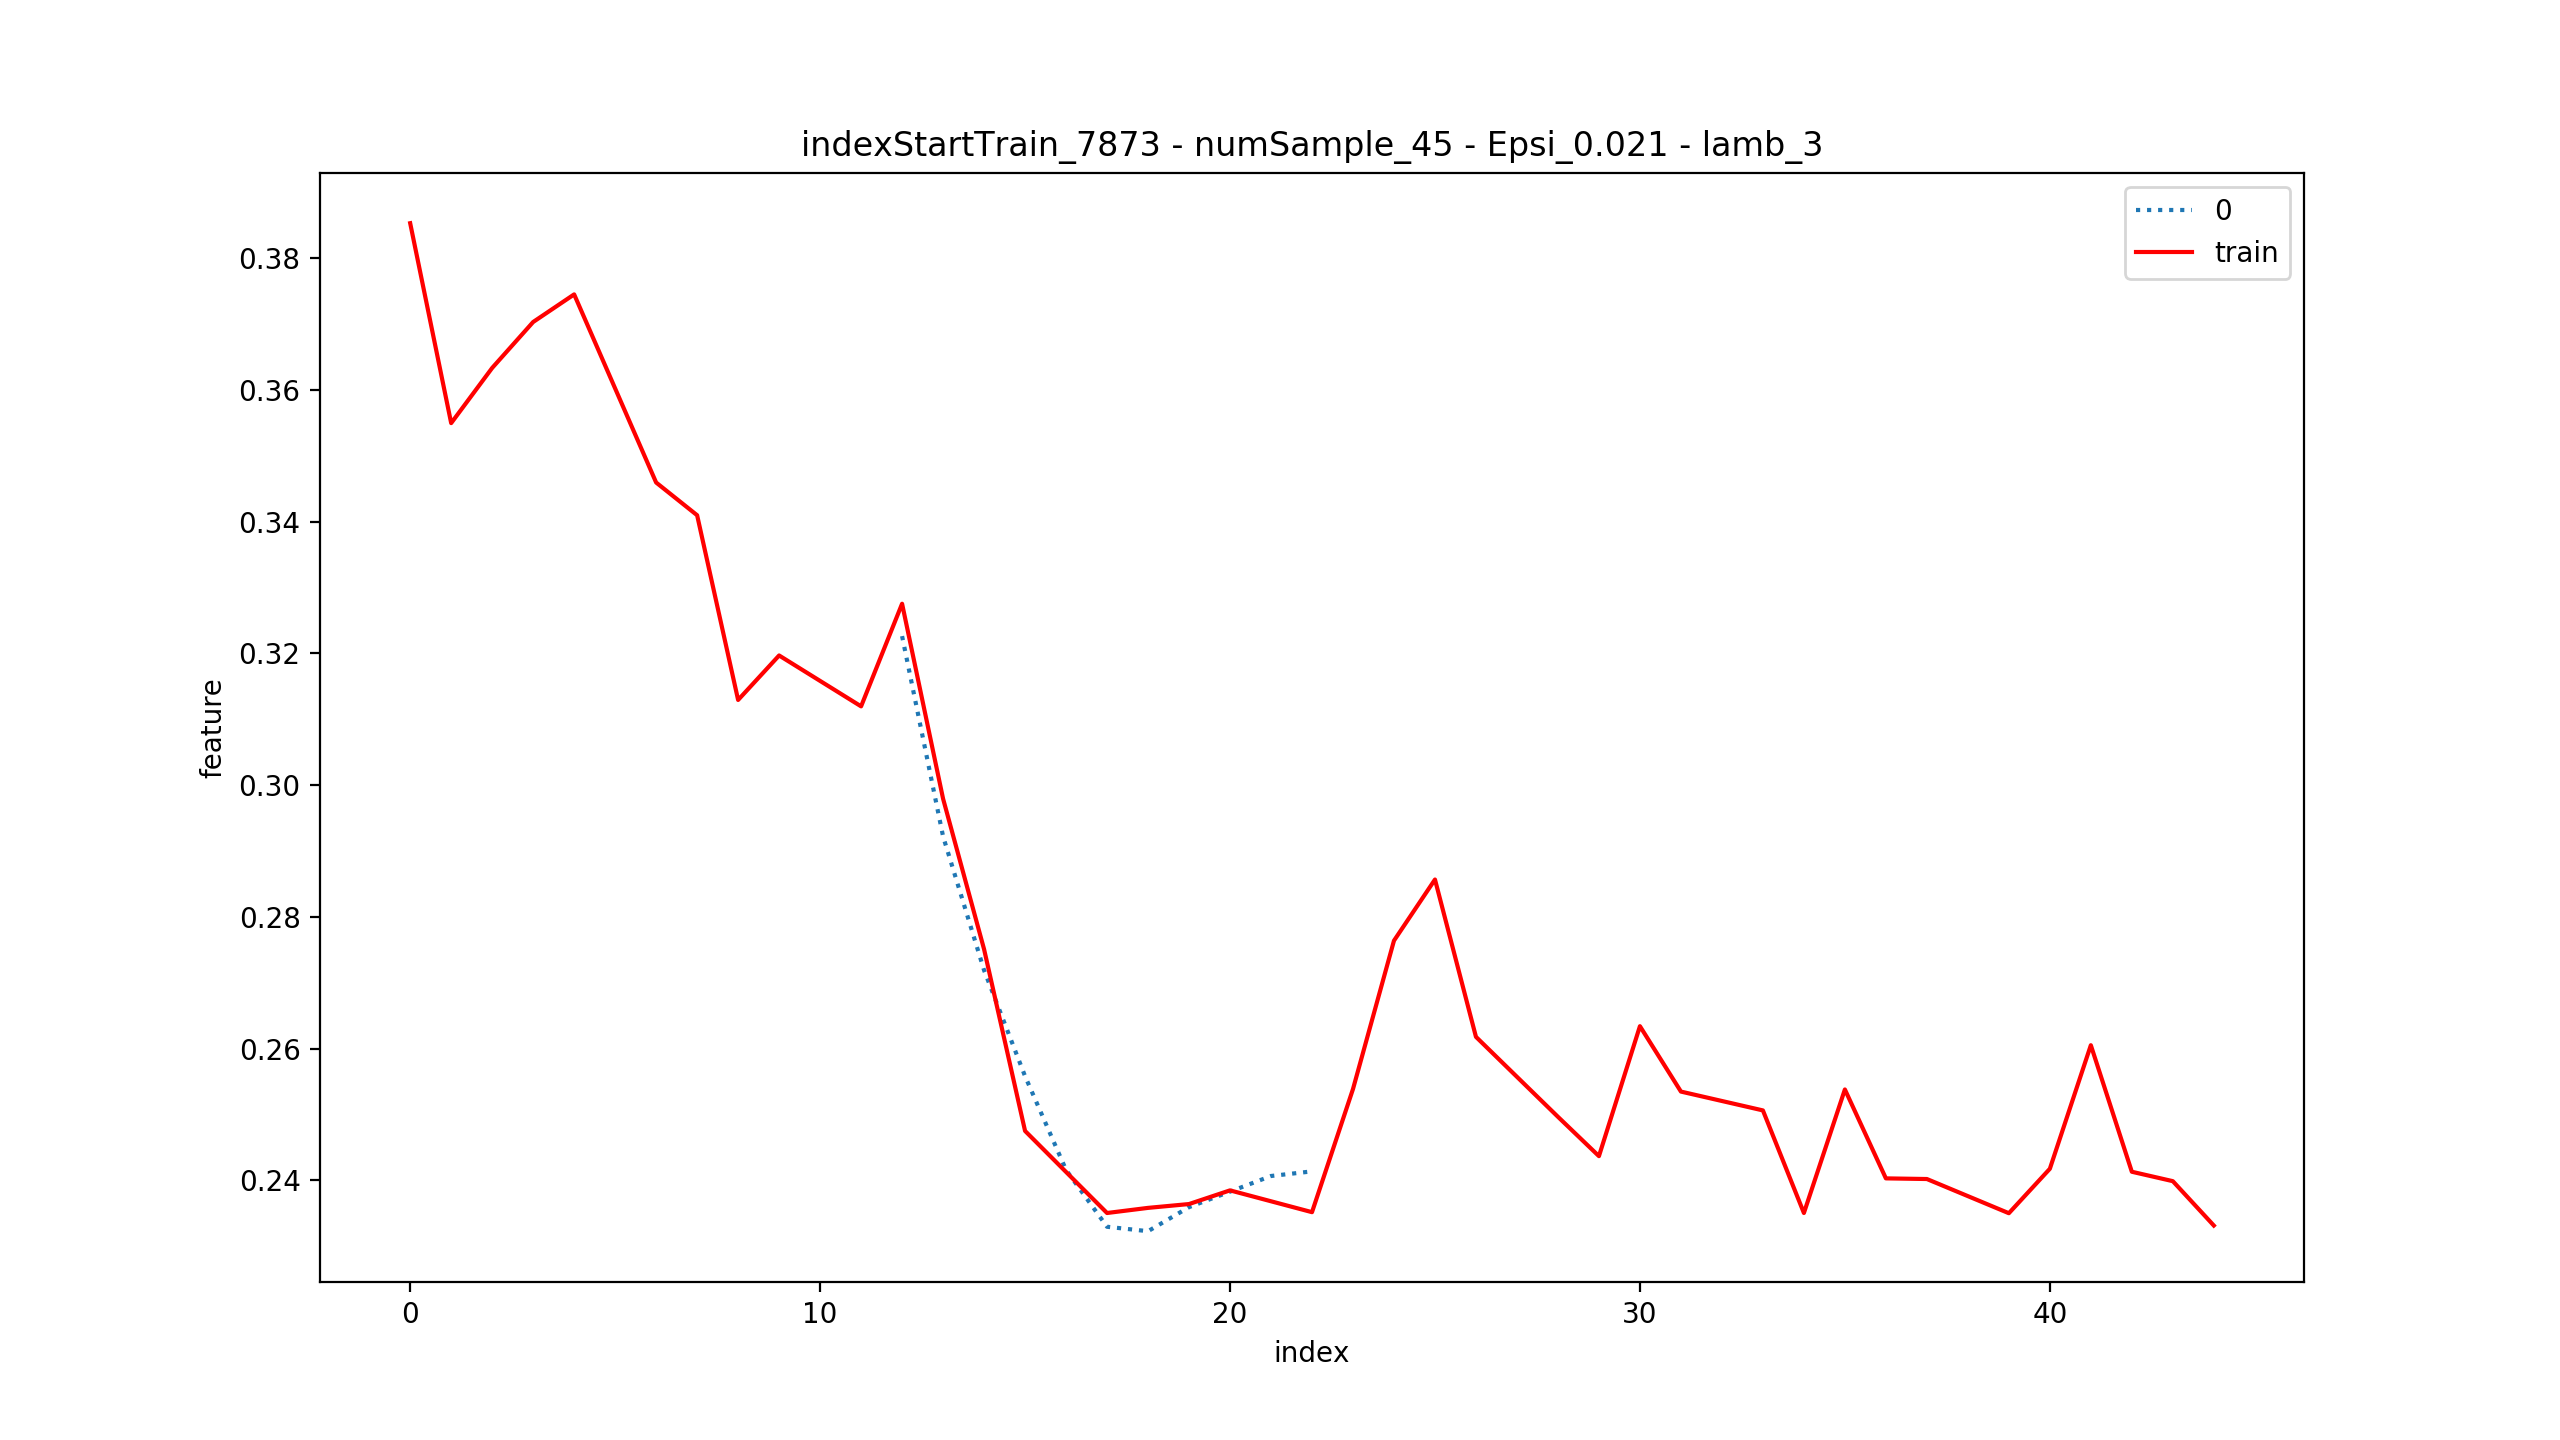 indexStartTrain_7873 - numSample_45 - Epsi_0.021 - lamb_3
0
train
0.38
0.36
0.34
0.32
0.30
0.28
0.26
0.24
feature
0 10 20 30 40
index